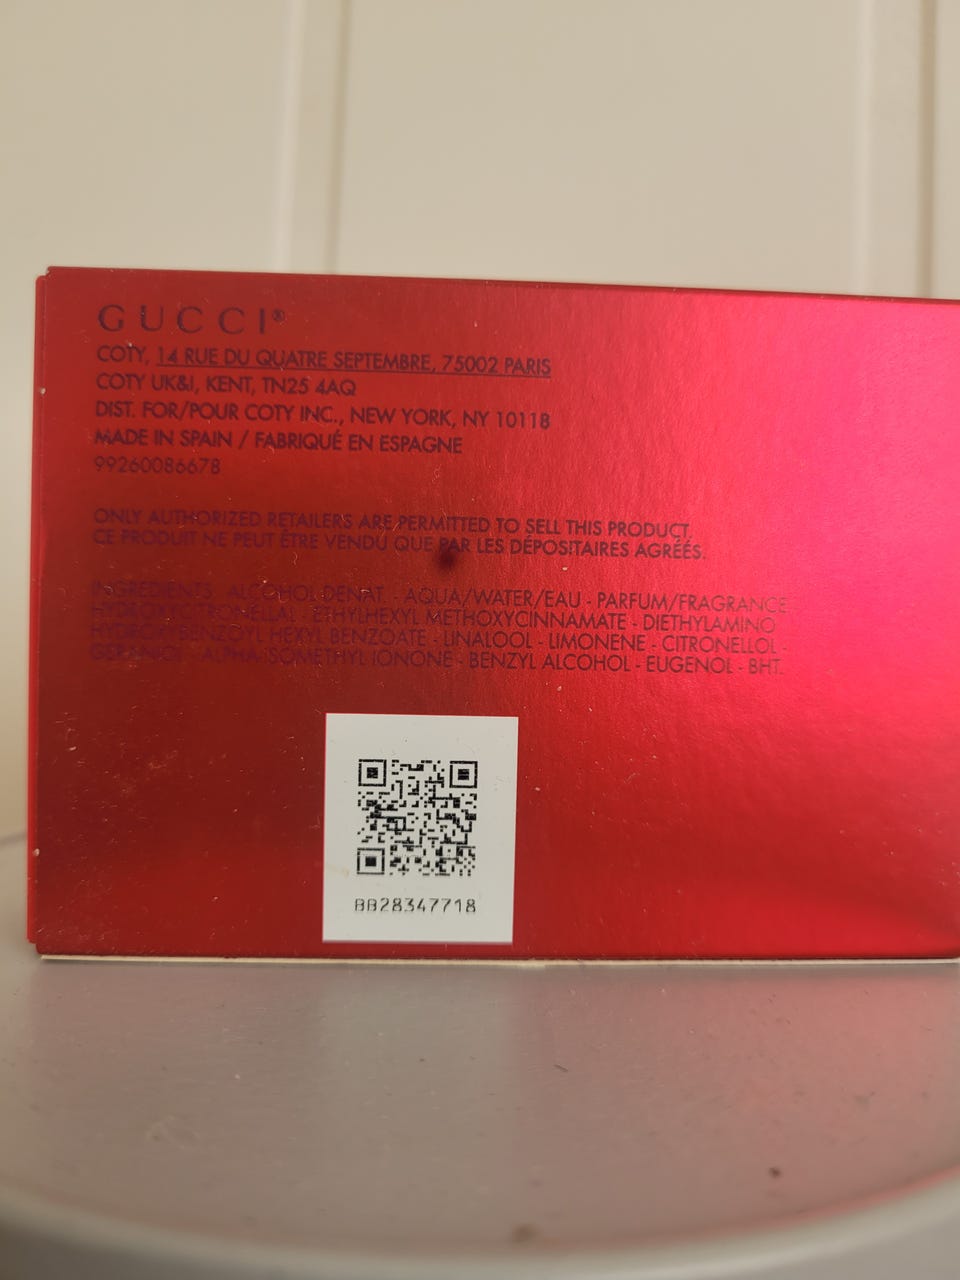 GUCCI®
COTY, 14 RUE DU QUATRE SEPTEMBRE, 75002 PARIS
COTY UK&I, KENT, TN25 4AQ
DIST. FOR/POUR COTY INC., NEW YORK, NY 10118
MADE IN SPAIN / FABRIQUÉ EN ESPAGNE
99260086678
ONLY AUTHORIZED RETAILERS ARE PERMITTED TO SELL THIS PRODUCT.
CE PRODUIT NE PEUT ÊTRE VENDU QUE PAR LES DÉPOSITAIRES AGRÉÉS.
INGREDIENTS: ALCOHOL DENAT. - AQUA/WATER/EAU - PARFUM/FRAGRANCE
HYDROXYCITRONELLAL - ETHYLHEXYL METHOXYCINNAMATE - DIETHYLAMINO
HYDROXYBENZOYL HEXYL BENZOATE - LINALOOL - LIMONENE - CITRONELLOL -
GERANIOL - ALPHA-ISOMETHYL IONONE - BENZYL ALCOHOL - EUGENOL - BHT.
BB28347718